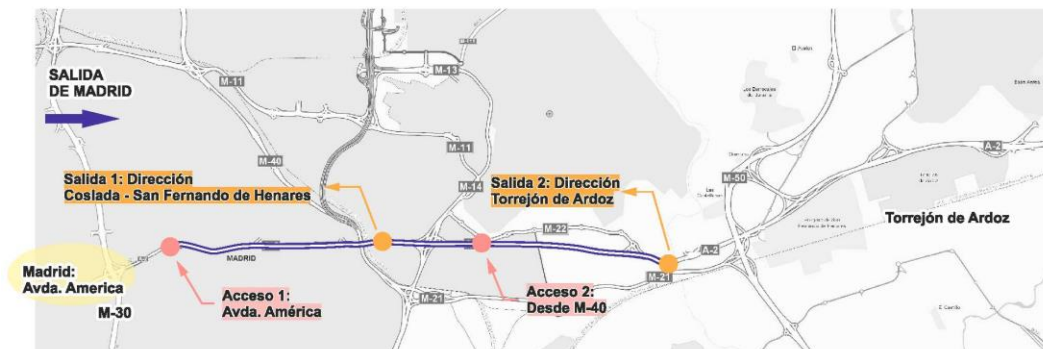 SALIDA
DE MADRID
M-11
M-40
M-13
M-11
M-14
Salida 1: Dirección
Coslada - San Fernando de Henares
Salida 2: Dirección
Torrejón de Ardoz
M-50
A-2
Torrejón de Ardoz
M-22
A-2
M-21
MADRID
Madrid:
Avda. America
M-30
Acceso 1:
Avda. América
M-21
Acceso 2:
Desde M-40